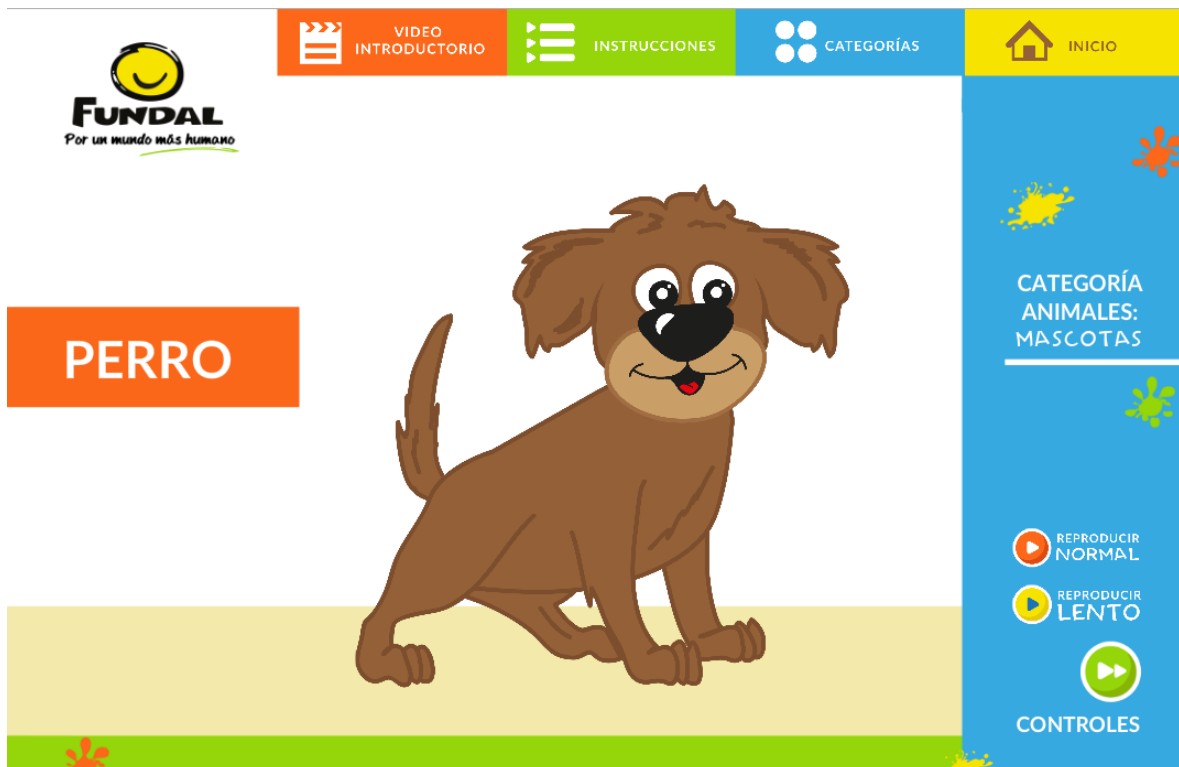 VIDEO
INTRODUCTORIO
INSTRUCCIONES
CATEGORÍAS
INICIO
FUNDAL
Por un mundo más humano
CATEGORÍA
ANIMALES:
MASCOTAS
PERRO
REPRODUCIR
NORMAL
REPRODUCIR
LENTO
CONTROLES